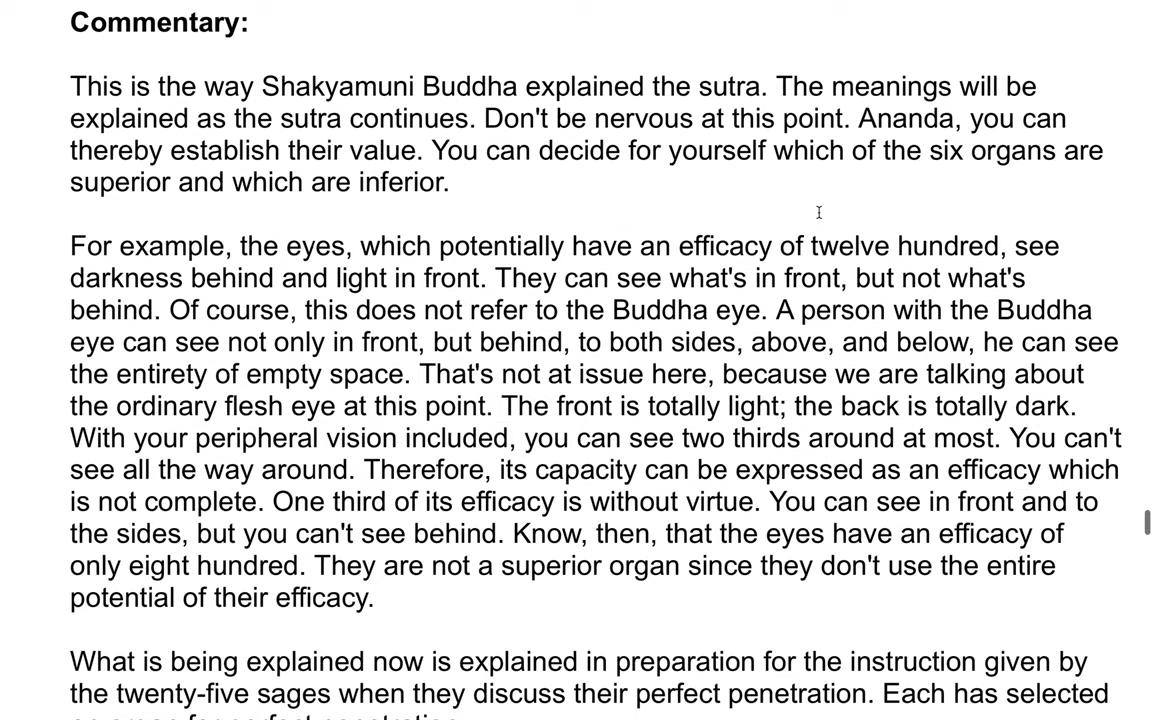 Commentary:
This is the way Shakyamuni Buddha explained the sutra. The meanings will be
explained as the sutra continues. Don't be nervous at this point. Ananda, you can
thereby establish their value. You can decide for yourself which of the six organs are
superior and which are inferior.
For example, the eyes, which potentially have an efficacy of twelve hundred, see
darkness behind and light in front. They can see what's in front, but not what's
behind. Of course, this does not refer to the Buddha eye. A person with the Buddha
eye can see not only in front, but behind, to both sides, above, and below, he can see
the entirety of empty space. That's not at issue here, because we are talking about
the ordinary flesh eye at this point. The front is totally light; the back is totally dark.
With your peripheral vision included, you can see two thirds around at most. You can't
see all the way around. Therefore, its capacity can be expressed as an efficacy which
is not complete. One third of its efficacy is without virtue. You can see in front and to
the sides, but you can't see behind. Know, then, that the eyes have an efficacy of
only eight hundred. They are not a superior organ since they don't use the entire
potential of their efficacy.
What is being explained now is explained in preparation for the instruction given by
the twenty-five sages when they discuss their perfect penetration. Each has selected